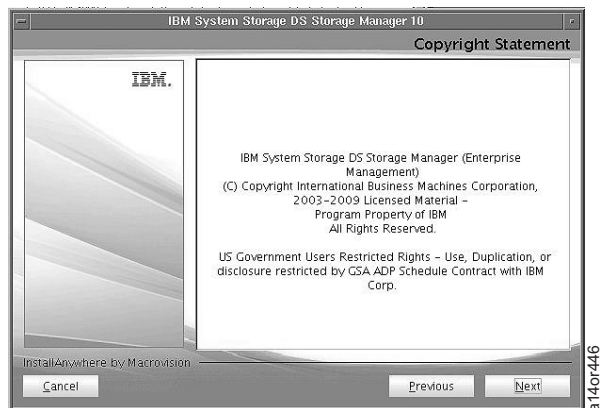 IBM System Storage DS Storage Manager 10
Copyright Statement
IBM.
IBM System Storage DS Storage Manager (Enterprise
Management)
(C) Copyright International Business Machines Corporation,
2003-2009 Licensed Material -
Program Property of IBM
All Rights Reserved.
US Government Users Restricted Rights - Use, Duplication, or
disclosure restricted by GSA ADP Schedule Contract with IBM
Corp.
InstallAnywhere by Macrovision
Cancel
Previous
Next
a14or446